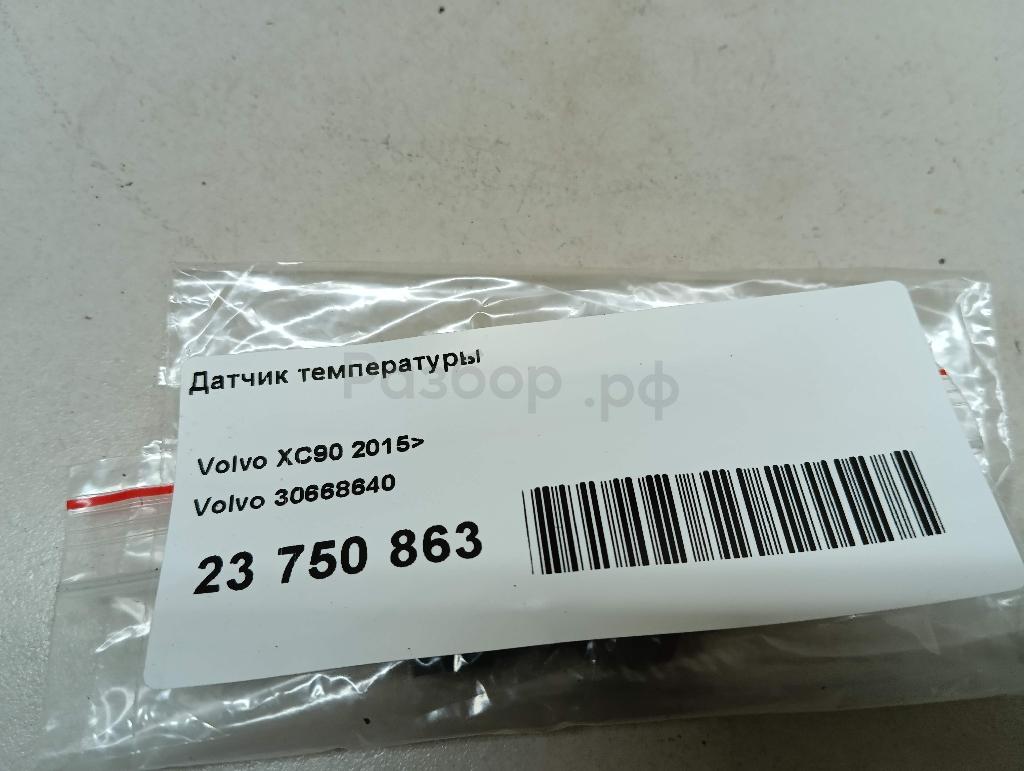 Датчик температуры
Разбор.рф
Volvo XC90 2015>
Volvo 30668640
23 750 863